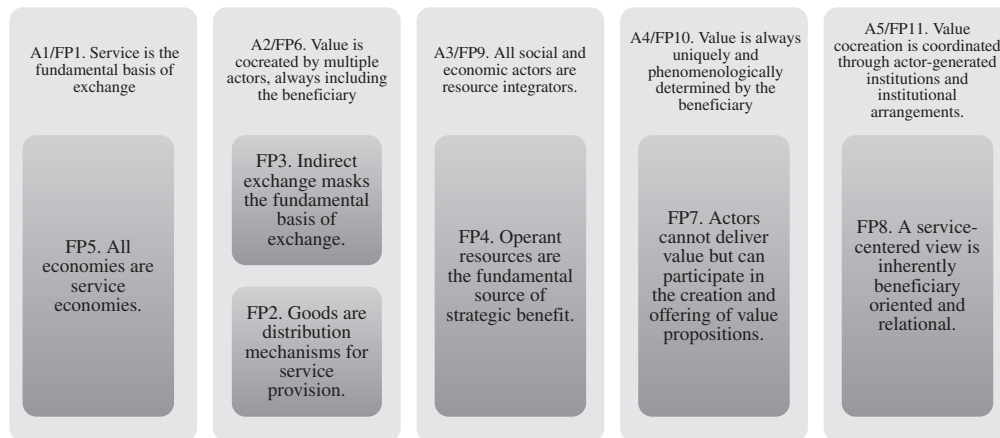 A1/FP1. Service is the
fundamental basis of
exchange
FP5. All
economies are
service
economies.
A2/FP6. Value is
cocreated by multiple
actors, always including
the beneficiary
FP3. Indirect
exchange masks
the fundamental
basis of
exchange.
FP2. Goods are
distribution
mechanisms for
service
provision.
A3/FP9. All social and
economic actors are
resource integrators.
FP4. Operant
resources are
the fundamental
source of
strategic benefit.
A4/FP10. Value is always
uniquely and
phenomenologically
determined by the
beneficiary
FP7. Actors
cannot deliver
value but can
participate in
the creation and
offering of value
propositions.
A5/FP11. Value
cocreation is coordinated
through actor-generated
institutions and
institutional
arrangements.
FP8. A service-
centered view is
inherently
beneficiary
oriented and
relational.